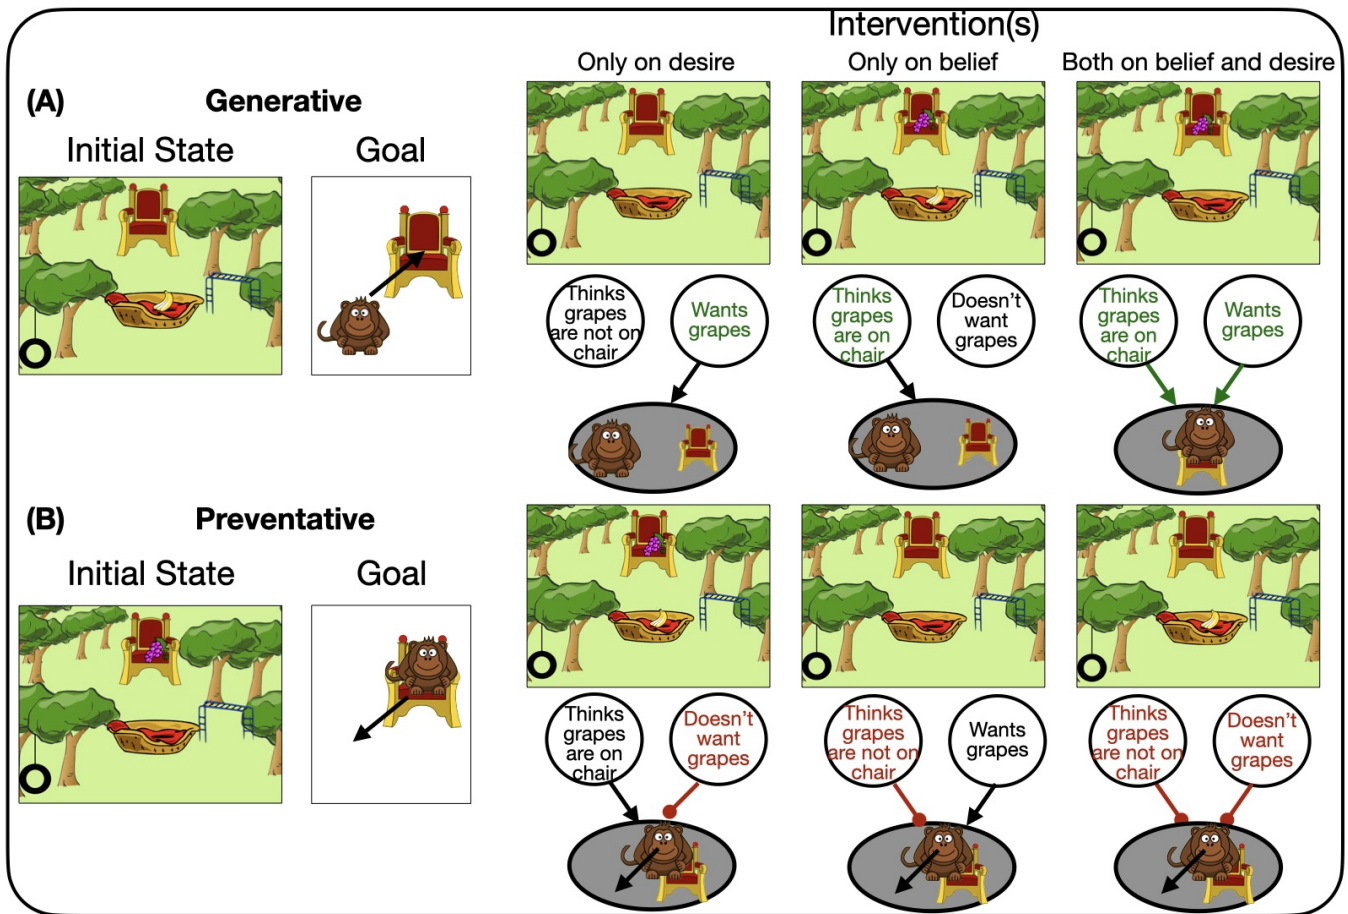 Intervention(s)
Only on desire
Only on belief
Both on belief and desire
(A)
Generative
Initial State
Goal
Thinks
grapes
are not on
chair
Wants
grapes
Thinks
grapes
are on
chair
Doesn't
want
grapes
Thinks
grapes
are on
chair
Wants
grapes
(B)
Preventative
Initial State
Goal
Thinks
grapes
are on
chair
Doesn't
want
grapes
Thinks
grapes
are not on
chair
Wants
grapes
Thinks
grapes
are not on
chair
Doesn't
want
grapes